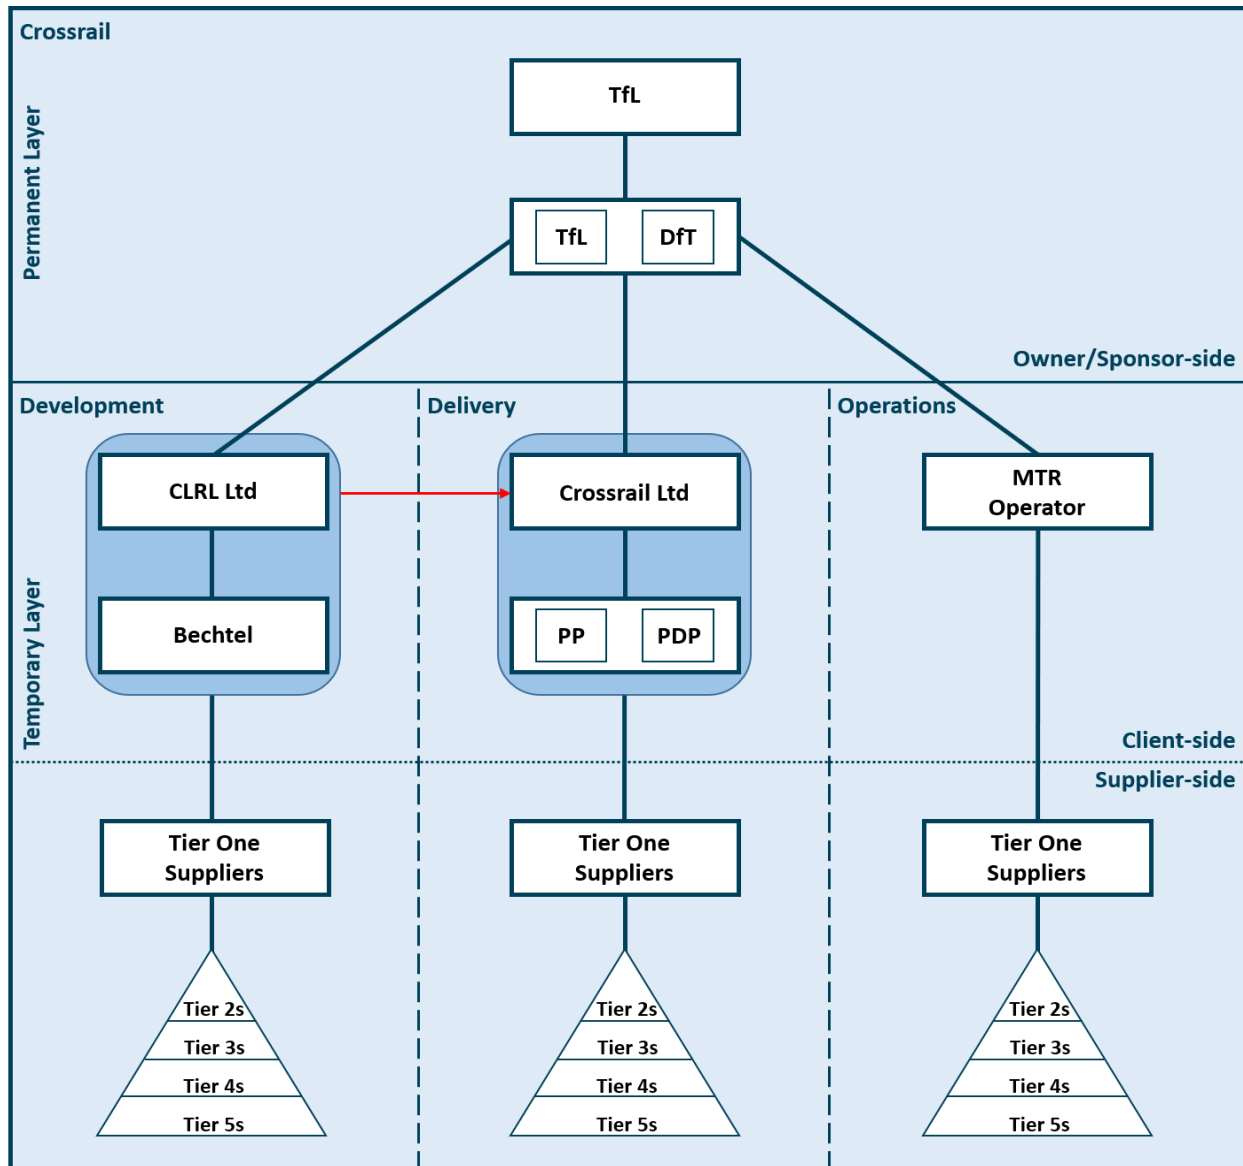 Crossrail
Permanent Layer
TfL
TfL
DfT
Owner/Sponsor-side
Development
Delivery
Operations
Temporary Layer
CLRL Ltd
Crossrail Ltd
MTR
Operator
Bechtel
PP
PDP
Client-side
Supplier-side
Tier One
Suppliers
Tier One
Suppliers
Tier One
Suppliers
Tier 2s
Tier 3s
Tier 4s
Tier 5s
Tier 2s
Tier 3s
Tier 4s
Tier 5s
Tier 2s
Tier 3s
Tier 4s
Tier 5s